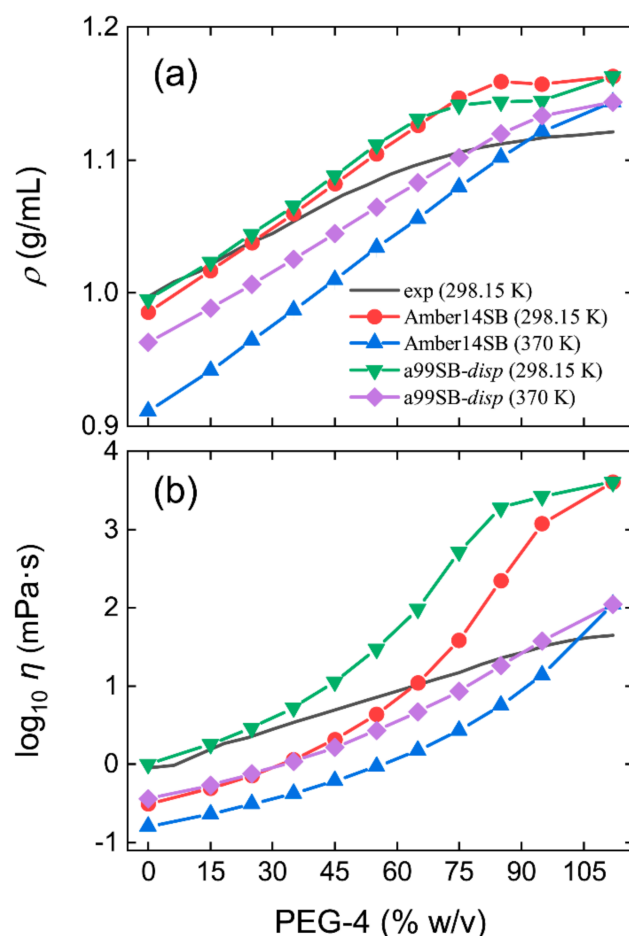 (a)
1.2
1.1
1.0
0.9
ρ (g/mL)
exp (298.15 K)
Amber14SB (298.15 K)
Amber14SB (370 K)
a99SB-disp (298.15 K)
a99SB-disp (370 K)
(b)
4
3
2
1
0
-1
log10 η (mPa·s)
0 15 30 45 60 75 90 105
PEG-4 (% w/v)